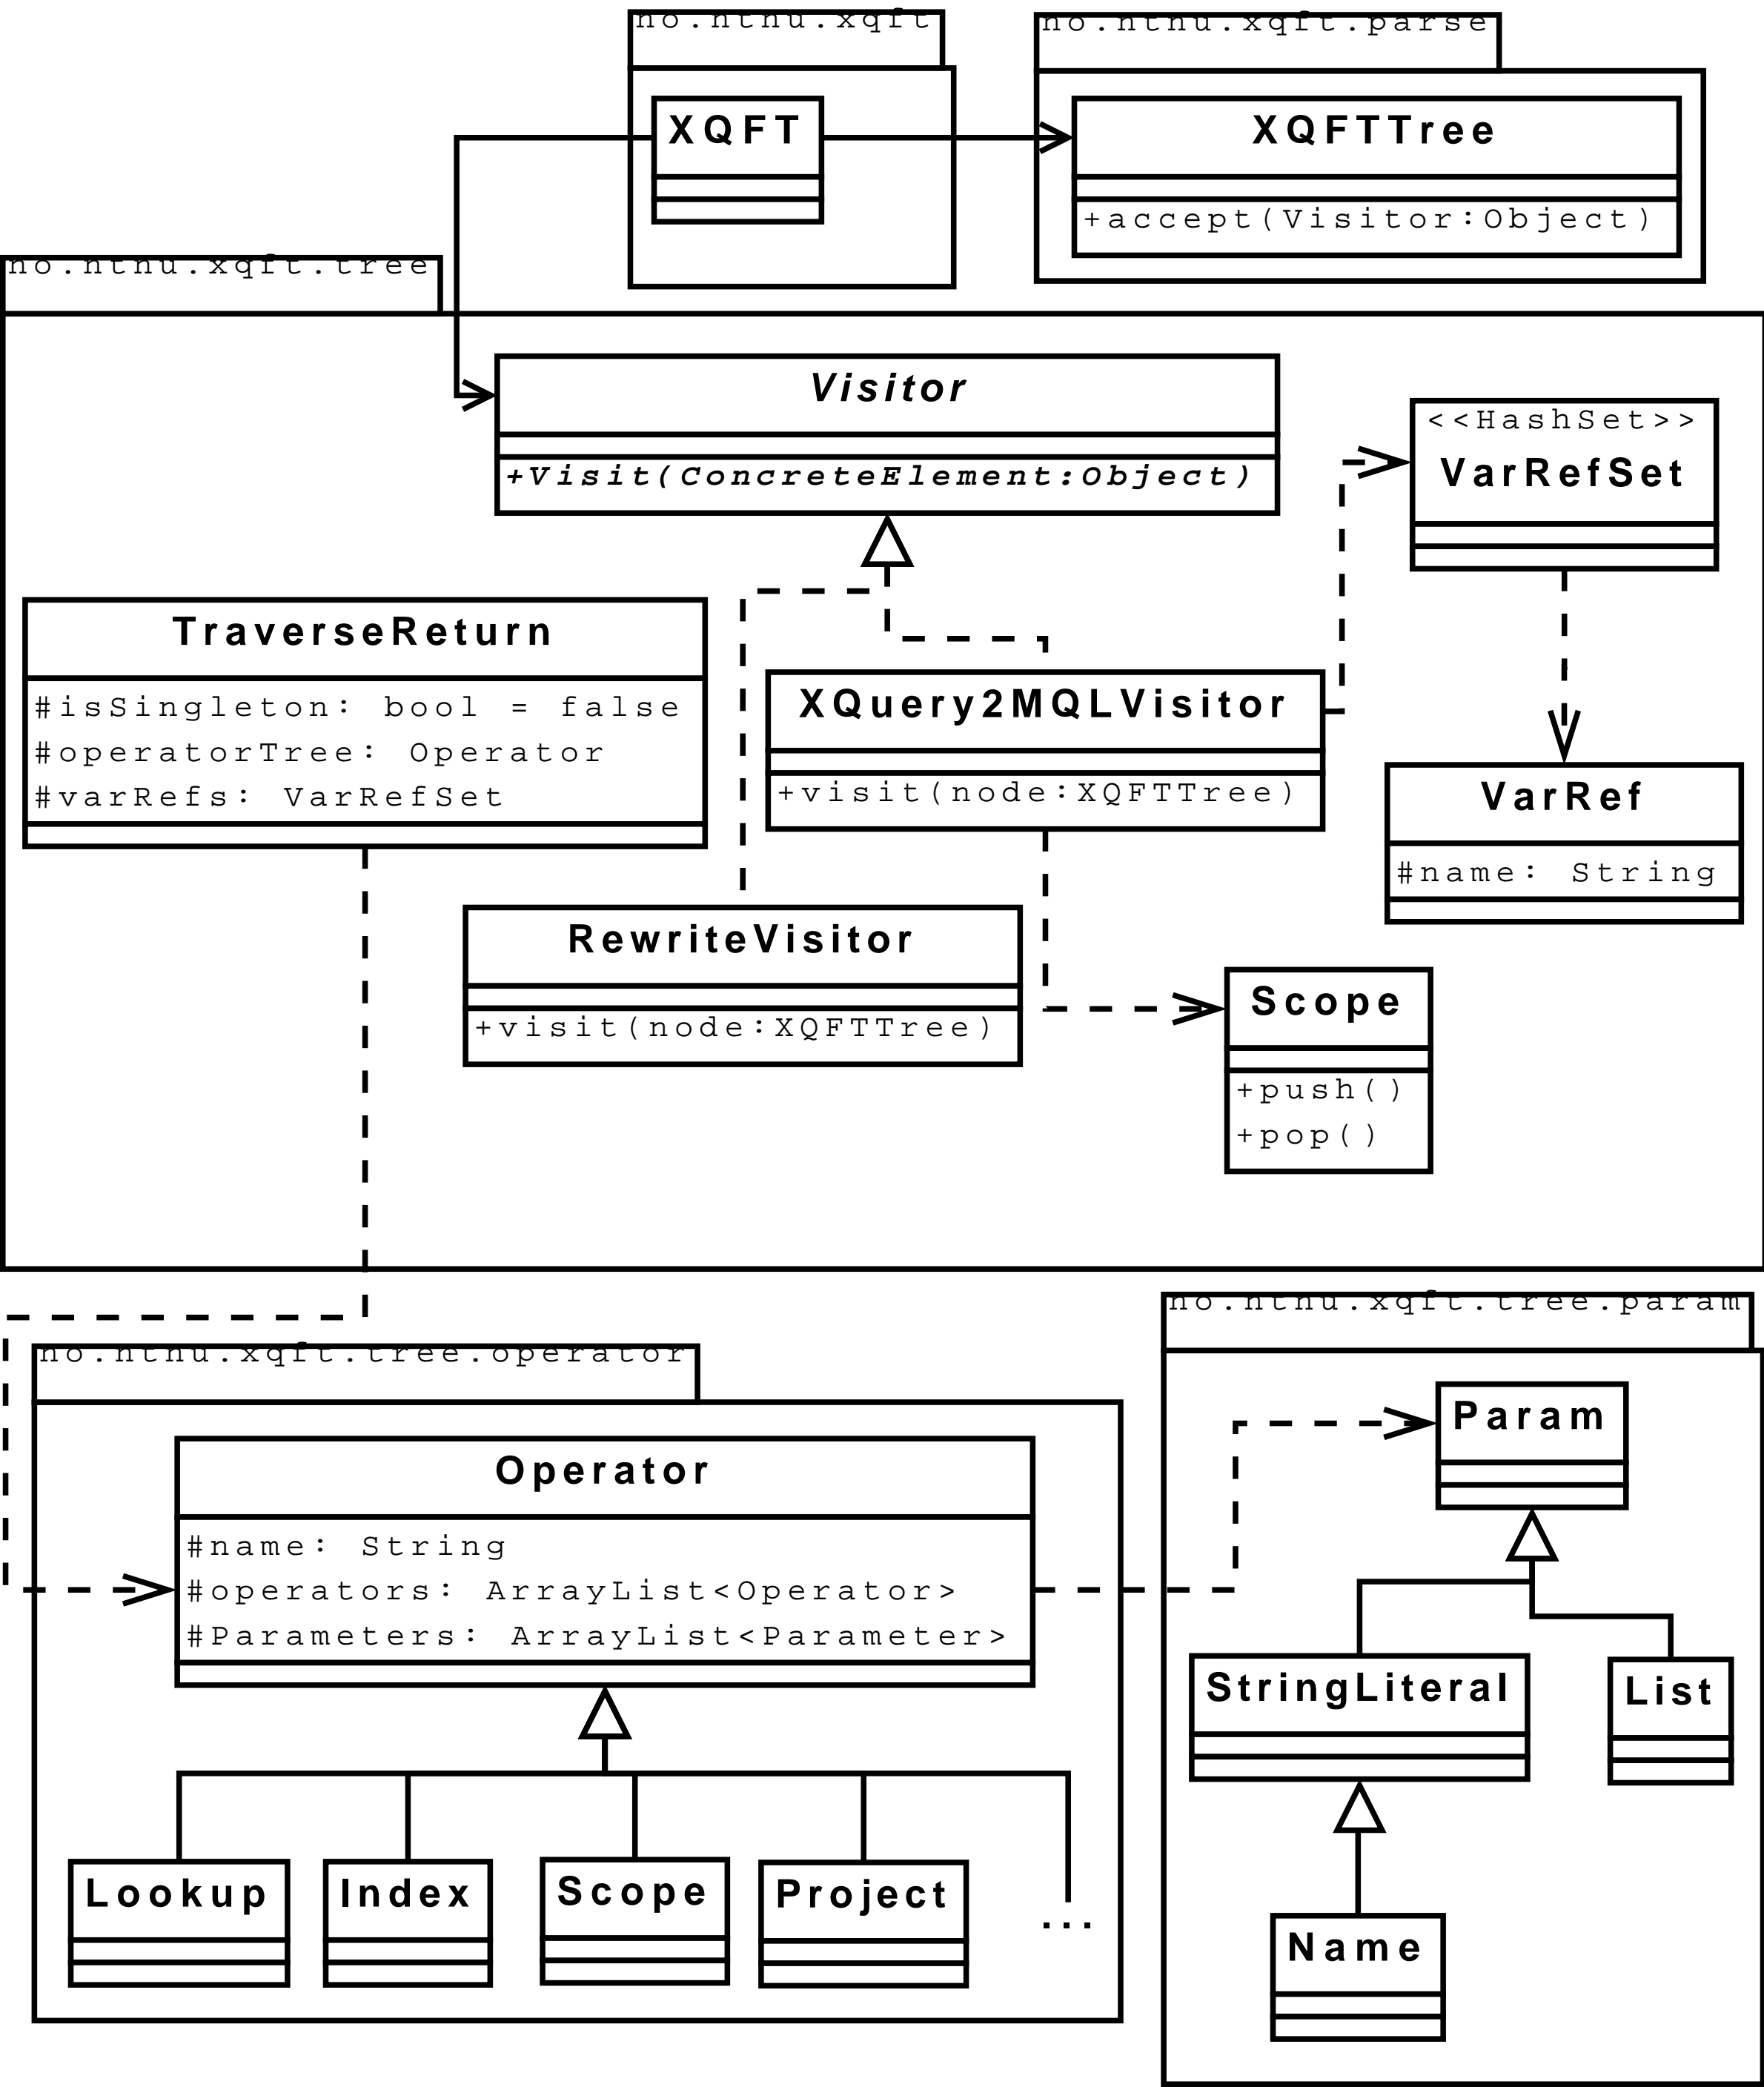 no.ntnu.xqft
no.ntnu.xqft.parse
XQFT
XQFTTree
+accept(Visitor:Object)
no.ntnu.xqft.tree
Visitor
+Visit(ConcreteElement:Object)
<<HashSet>>
VarRefSet
TraverseReturn
#isSingleton: bool = false
#operatorTree: Operator
#varRefs: VarRefSet
XQuery2MQLVisitor
+visit(node:XQFTTree)
VarRef
#name: String
RewriteVisitor
+visit(node:XQFTTree)
Scope
+push()
+pop()
no.ntnu.xqft.tree.operator
Operator
#name: String
#operators: ArrayList<Operator>
#Parameters: ArrayList<Parameter>
Lookup
Index
Scope
Project
...
no.ntnu.xqft.tree.param
Param
StringLiteral
List
Name